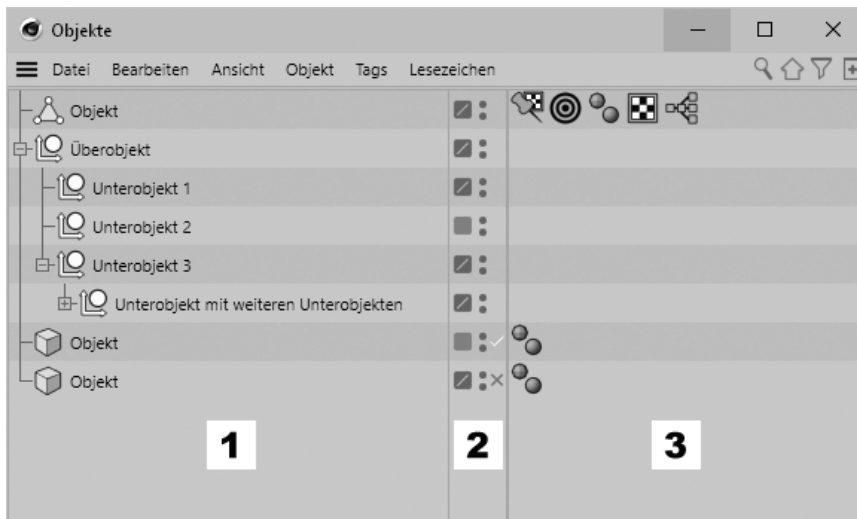 Objekte
Datei Bearbeiten Ansicht Objekt Tags Lesezeichen
Objekt
Überobjekt
Unterobjekt 1
Unterobjekt 2
Unterobjekt 3
Unterobjekt mit weiteren Unterobjekten
Objekt
Objekt
1 2 3